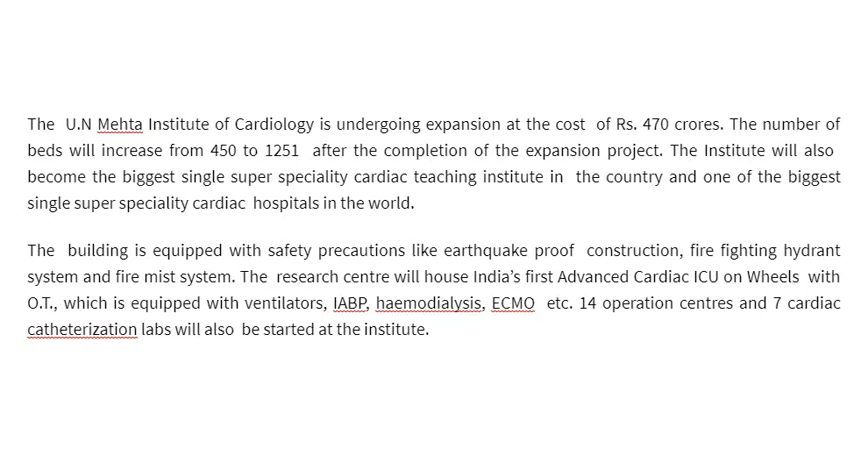 The U.N Mehta Institute of Cardiology is undergoing expansion at the cost of Rs. 470 crores. The number of
beds will increase from 450 to 1251 after the completion of the expansion project. The Institute will also
become the biggest single super speciality cardiac teaching institute in the country and one of the biggest
single super speciality cardiac hospitals in the world.
The building is equipped with safety precautions like earthquake proof construction, fire fighting hydrant
system and fire mist system. The research centre will house India’s first Advanced Cardiac ICU on Wheels with
O.T., which is equipped with ventilators, IABP, haemodialysis, ECMO etc. 14 operation centres and 7 cardiac
catheterization labs will also be started at the institute.